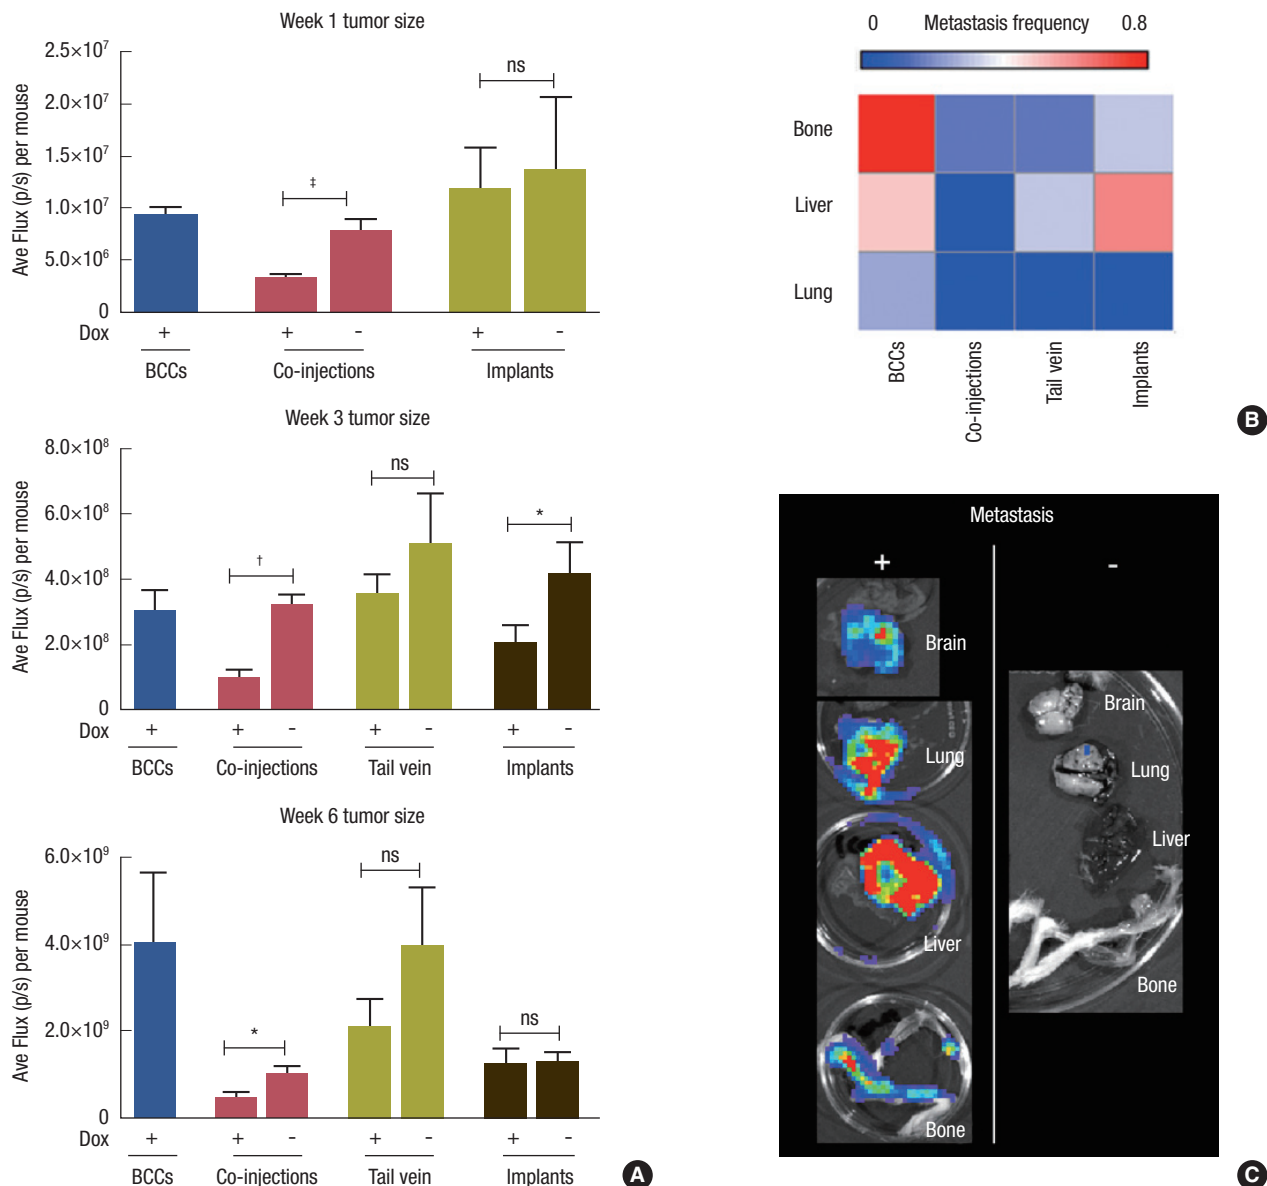 Week 1 tumor size
Ave Flux (p/s) per mouse
2.5×10⁷
2.0×10⁷
1.5×10⁷
1.0×10⁷
5.0×10⁶
0
‡
ns
Dox + + - + -
BCCs Co-injections Implants
Week 3 tumor size
Ave Flux (p/s) per mouse
8.0×10⁸
6.0×10⁸
4.0×10⁸
2.0×10⁸
0
†
ns
*
Dox + + - + - + -
BCCs Co-injections Tail vein Implants
Week 6 tumor size
Ave Flux (p/s) per mouse
6.0×10⁹
4.0×10⁹
2.0×10⁹
0
*
ns
ns
Dox + + - + - + -
BCCs Co-injections Tail vein Implants
A
0 Metastasis frequency 0.8
Bone
Liver
Lung
BCCs
Co-injections
Tail vein
Implants
B
Metastasis
+ -
Brain
Lung
Liver
Bone
Brain
Lung
Liver
Bone
C